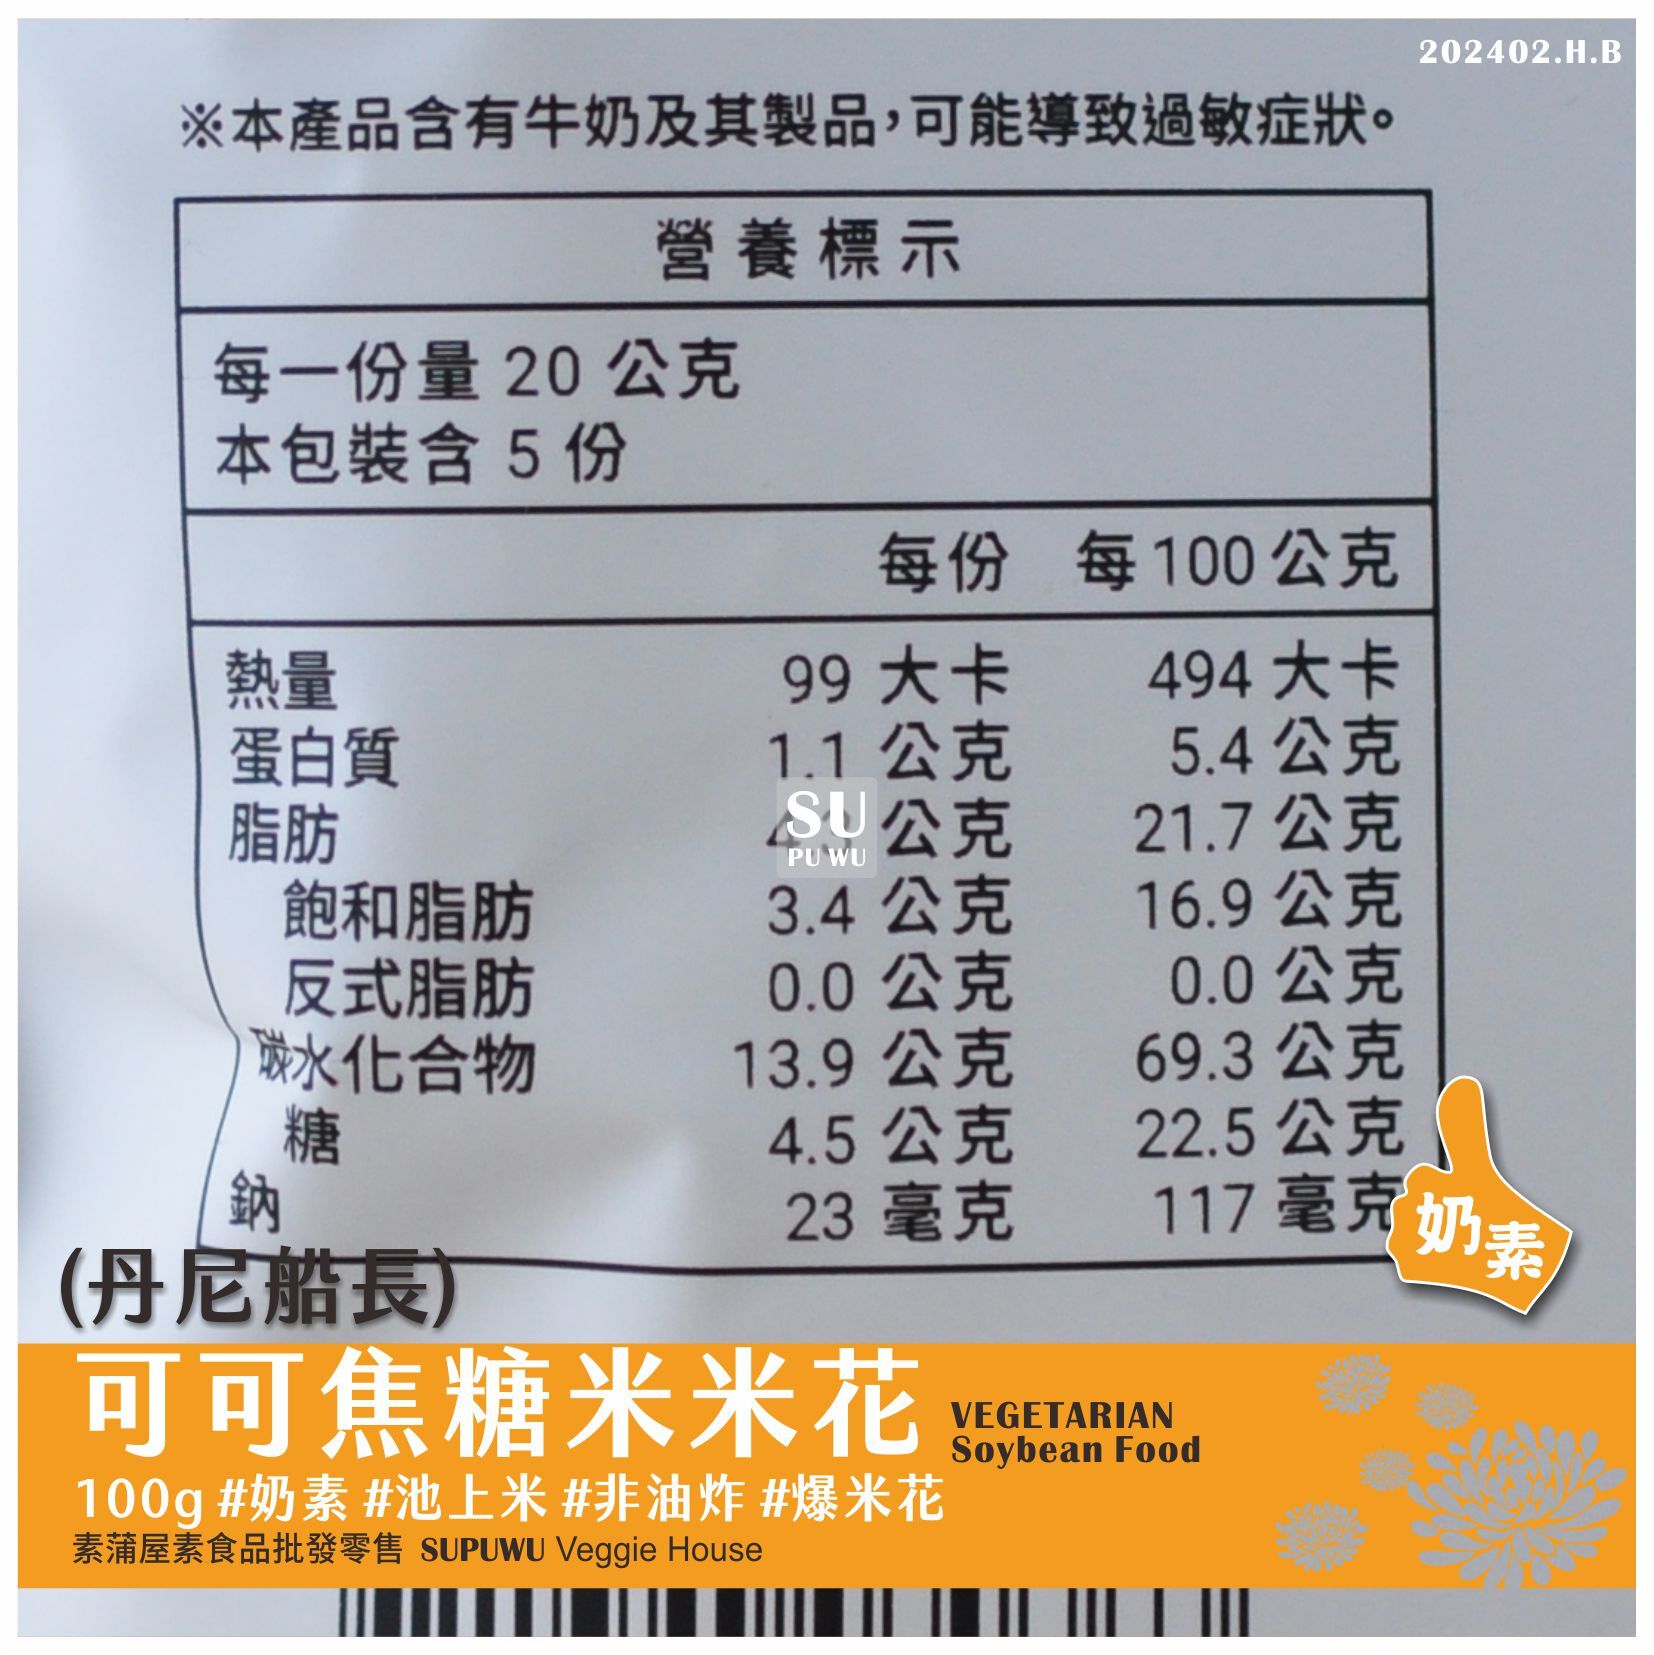 202402.H.B
※本產品含有牛奶及其製品，可能導致過敏症狀。
營養標示
每一份量 20 公克
本包裝含 5 份
每份 每100公克
熱量 99 大卡 494 大卡
蛋白質 1.1 公克 5.4 公克
脂肪 4.3 公克 21.7 公克
飽和脂肪 3.4 公克 16.9 公克
反式脂肪 0.0 公克 0.0 公克
碳水化合物 13.9 公克 69.3 公克
糖 4.5 公克 22.5 公克
鈉 23 毫克 117 毫克
SU
PU WU
奶素
(丹尼船長)
可可焦糖米米花
VEGETARIAN
Soybean Food
100g #奶素 #池上米 #非油炸 #爆米花
素蒲屋素食品批發零售 SUPUWU Veggie House